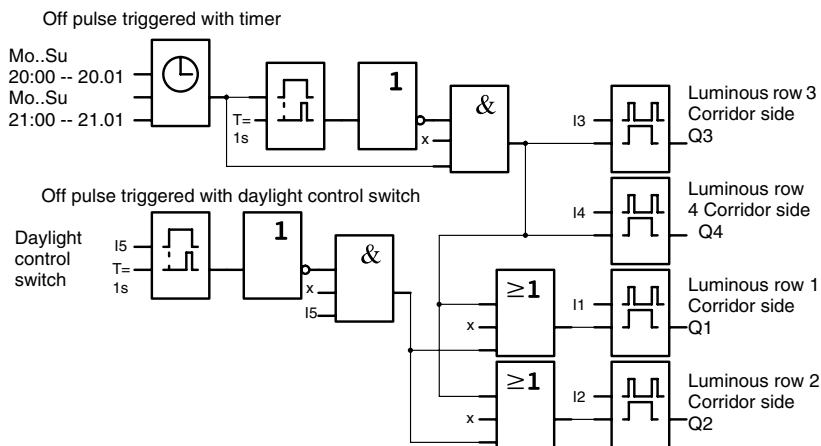 Off pulse triggered with timer
Mo..Su
20:00 -- 20.01
Mo..Su
21:00 -- 21.01
T=
1s
1
x
&
I3
Luminous row 3
Corridor side
Q3
Off pulse triggered with daylight control switch
I4
Luminous row
4 Corridor side
Q4
Daylight
control
switch
I5
T=
1s
1
x
I5
&
≥1
x
I1
Luminous row 1
Corridor side
Q1
≥1
x
I2
Luminous row 2
Corridor side
Q2